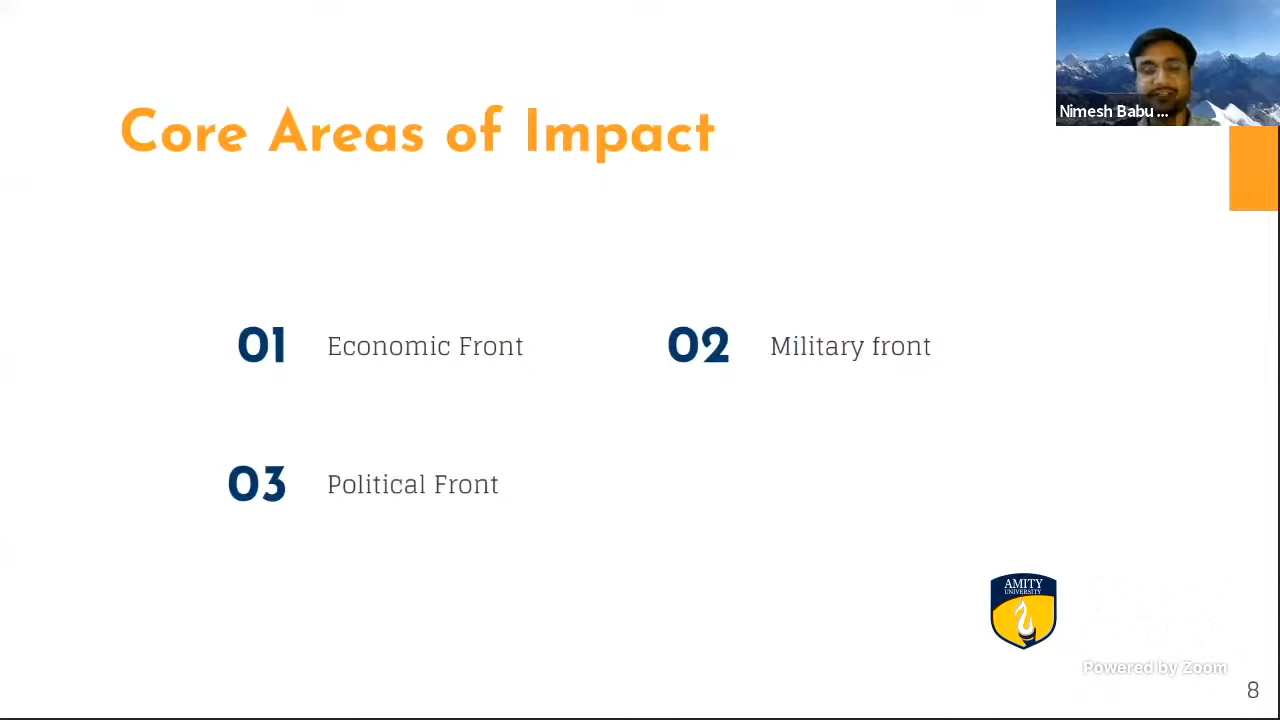 Nimesh Babu ...
Core Areas of Impact
01 Economic Front
02 Military front
03 Political Front
AMITY
UNIVERSITY
Powered by Zoom
8